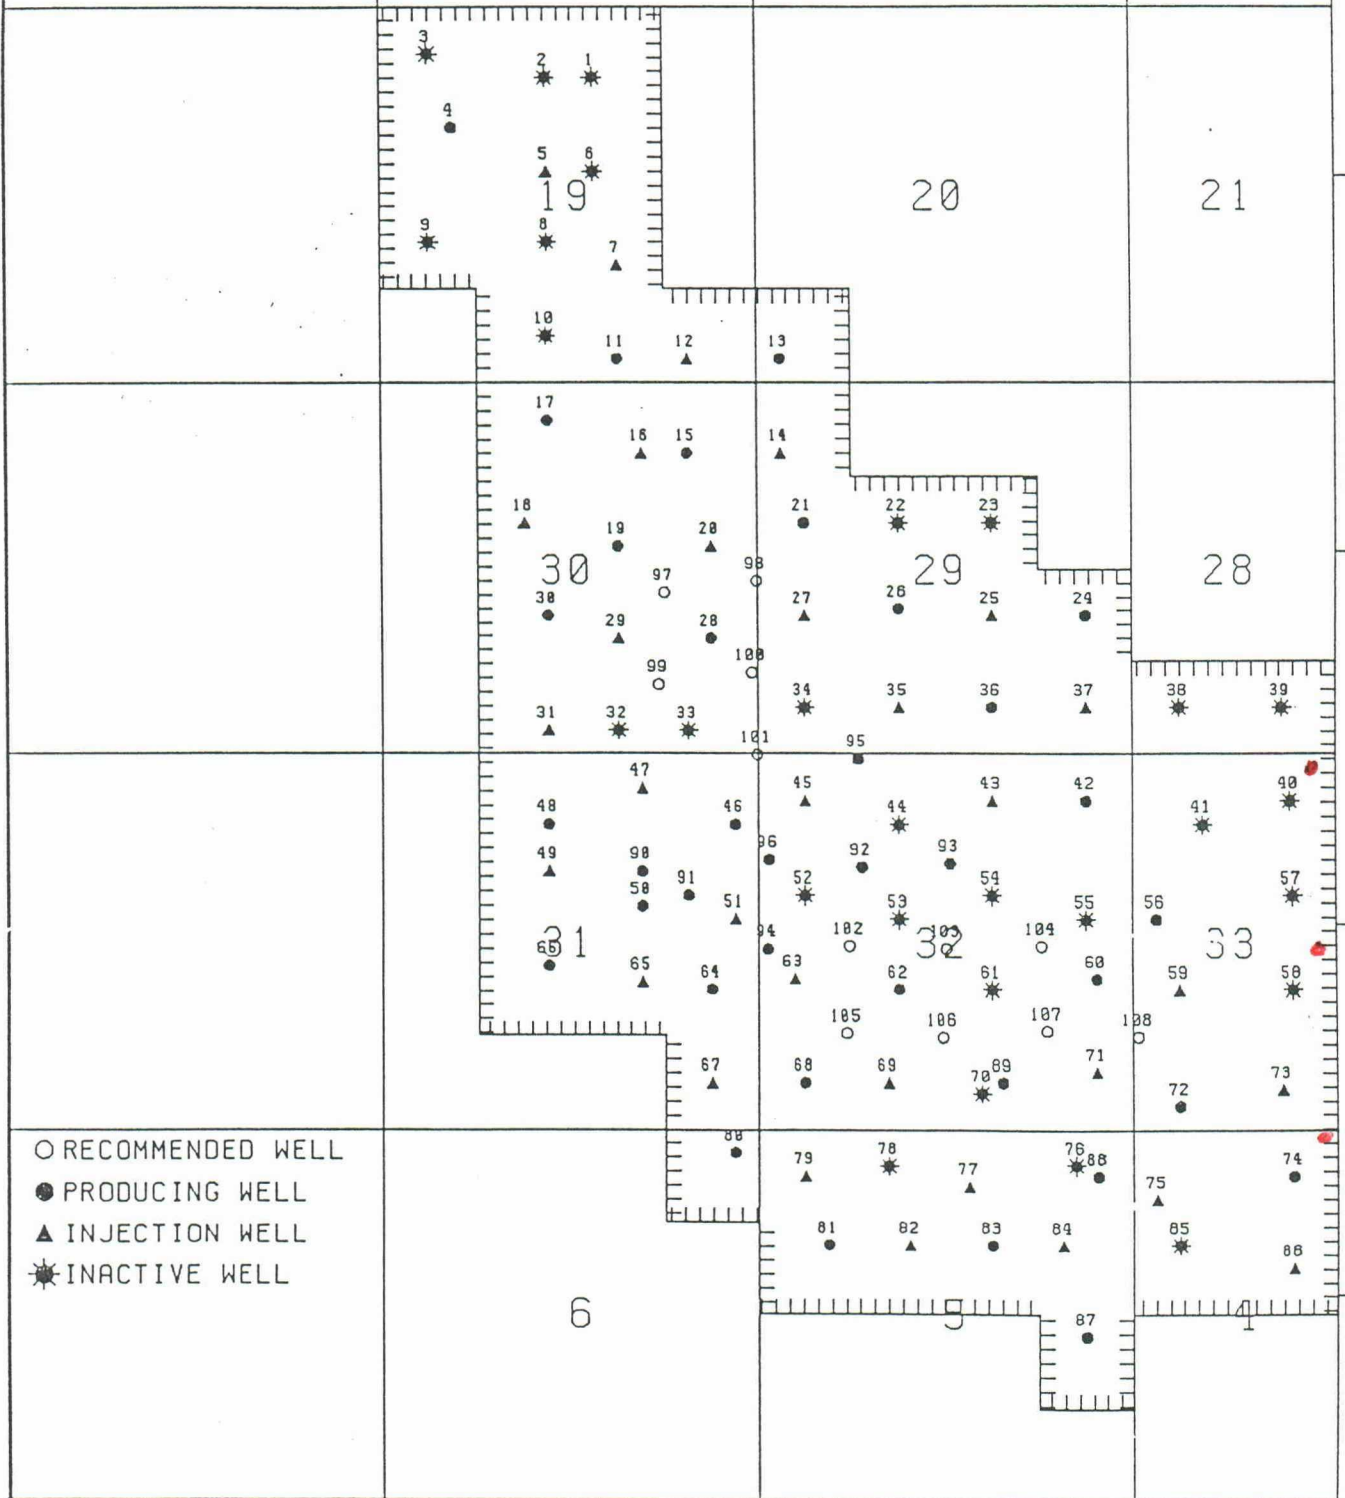 3
2 1
4
5 6
19 20 21
9 8 7
10
11 12 13
17
16 15 14
18 21 22 23
19 20
30 97 98 29 28
30 29 28 27 26 25 24
99 100
31 32 33 34 35 36 37 38 39
101 95
47 45 43 42 40
48 46 44 41
49 90 96 92 93
50 91 51 52 53 54 55 56 57
31 94 102 32 103 104 33
66 65 64 63 62 61 60 59 58
105 106 107 108
67 68 69 70 89 71 72 73
80
○ RECOMMENDED WELL
79 78 77 76 88 75 74
● PRODUCING WELL
81 82 83 84 85 86
▲ INJECTION WELL
INACTIVE WELL
6 5 4
87